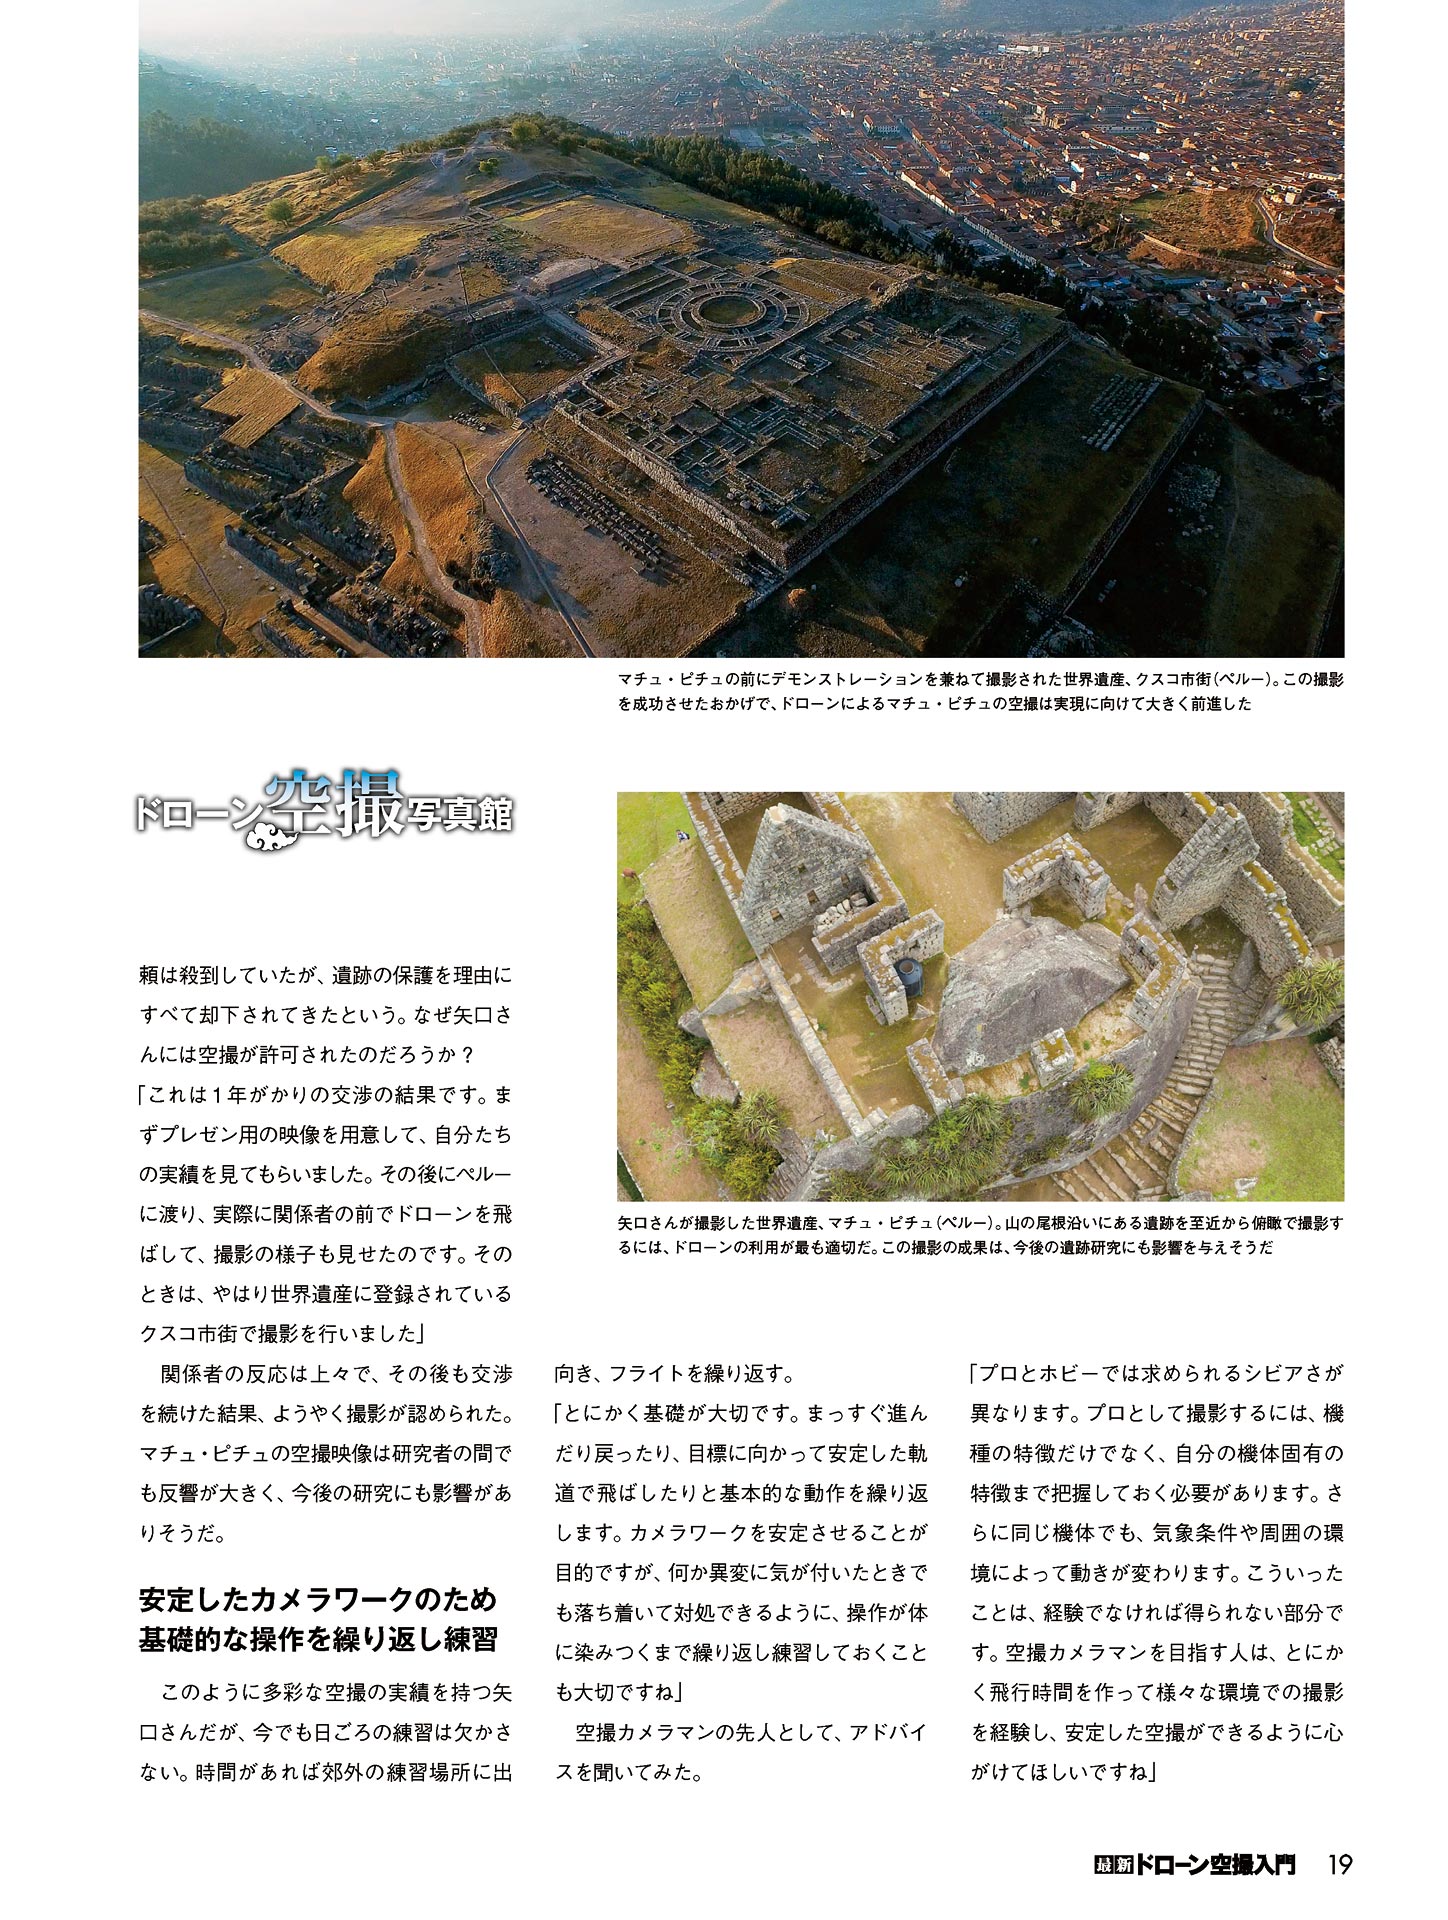 マチュ・ピチュの前にデモンストレーションを兼ねて撮影された世界遺産、クスコ市街（ペルー）。この撮影
を成功させたおかげで、ドローンによるマチュ・ピチュの空撮は実現に向けて大きく前進した
ドローン空撮写真館
矢口さんが撮影した世界遺産、マチュ・ピチュ（ペルー）。山の尾根沿いにある遺跡を至近から俯瞰で撮影す
るには、ドローンの利用が最も適切だ。この撮影の成果は、今後の遺跡研究にも影響を与えそうだ
頼は殺到していたが、遺跡の保護を理由に
すべて却下されてきたという。なぜ矢口さ
んには空撮が許可されたのだろうか？
「これは1年がかりの交渉の結果です。ま
ずプレゼン用の映像を用意して、自分たち
の実績を見てもらいました。その後にペルー
に渡り、実際に関係者の前でドローンを飛
ばして、撮影の様子も見せたのです。その
ときは、やはり世界遺産に登録されている
クスコ市街で撮影を行いました」
　関係者の反応は上々で、その後も交渉
を続けた結果、ようやく撮影が認められた。
マチュ・ピチュの空撮映像は研究者の間で
も反響が大きく、今後の研究にも影響があ
りそうだ。
安定したカメラワークのため
基礎的な操作を繰り返し練習
　このように多彩な空撮の実績を持つ矢
口さんだが、今でも日ごろの練習は欠かさ
ない。時間があれば郊外の練習場所に出
向き、フライトを繰り返す。
「とにかく基礎が大切です。まっすぐ進ん
だり戻ったり、目標に向かって安定した軌
道で飛ばしたりと基本的な動作を繰り返
します。カメラワークを安定させることが
目的ですが、何か異変に気が付いたときで
も落ち着いて対処できるように、操作が体
に染みつくまで繰り返し練習しておくこと
も大切ですね」
　空撮カメラマンの先人として、アドバイ
スを聞いてみた。
「プロとホビーでは求められるシビアさが
異なります。プロとして撮影するには、機
種の特徴だけでなく、自分の機体固有の
特徴まで把握しておく必要があります。さ
らに同じ機体でも、気象条件や周囲の環
境によって動きが変わります。こういった
ことは、経験でなければ得られない部分で
す。空撮カメラマンを目指す人は、とにか
く飛行時間を作って様々な環境での撮影
を経験し、安定した空撮ができるように心
がけてほしいですね」
最新ドローン空撮入門　19